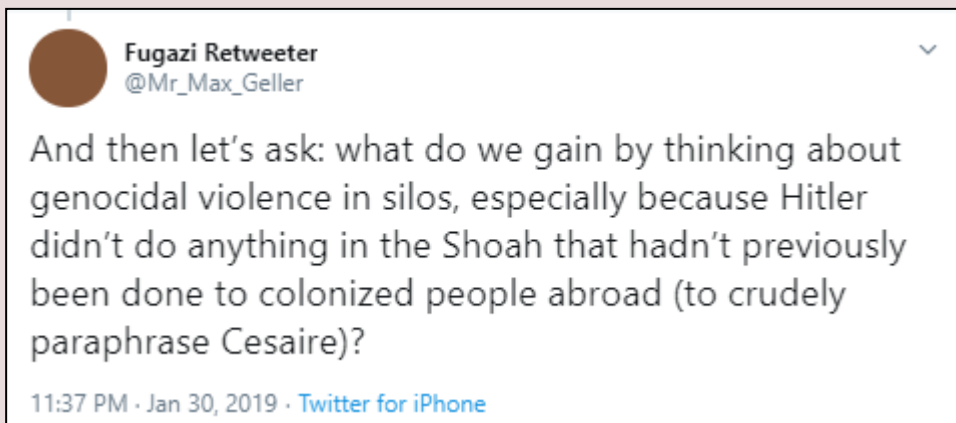 Fugazi Retweeter
@Mr_Max_Geller
And then let's ask: what do we gain by thinking about
genocidal violence in silos, especially because Hitler
didn't do anything in the Shoah that hadn't previously
been done to colonized people abroad (to crudely
paraphrase Cesaire)?
11:37 PM · Jan 30, 2019 · Twitter for iPhone